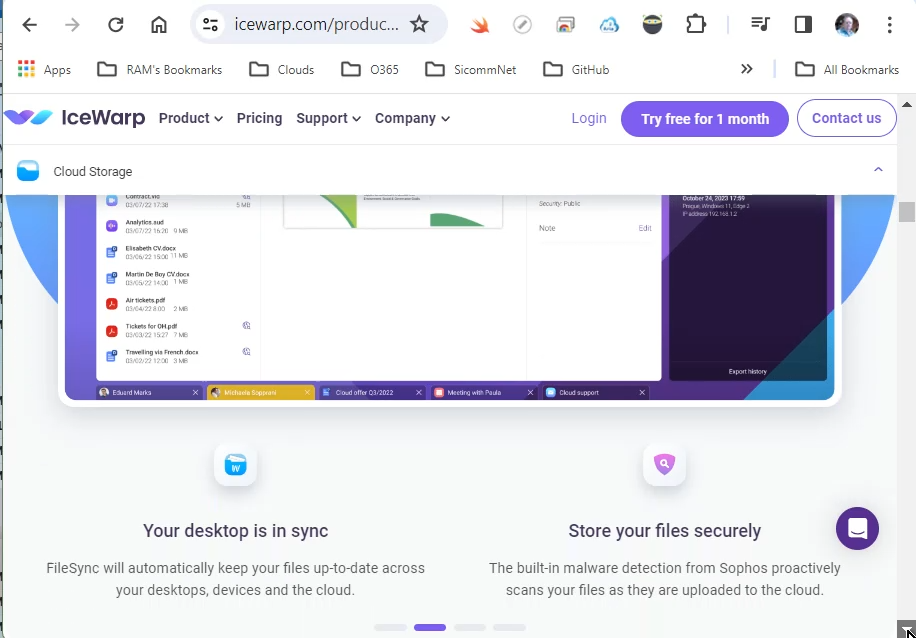 icewarp.com/produc...
Apps
RAM's Bookmarks
Clouds
O365
SicommNet
GitHub
»
All Bookmarks
IceWarp
Product
Pricing
Support
Company
Login
Try free for 1 month
Contact us
Cloud Storage
03/07/22 17:38
5 MB
Analytics.aud
03/07/22 16:20 9 MB
Elisabeth CV.docx
03/06/22 15:00 11 MB
Martin De Boy CV.docx
03/05/22 14:00 1 MB
Air tickets.pdf
03/04/22 8:00 2 MB
Tickets for OH.pdf
03/03/22 15:27 7 MB
Travelling via French.docx
03/02/22 12:00 3 MB
Security: Public
Note
Edit
October 24, 2023 17:59
Prague, Windows 11, Edge 2
IP address 192.168.1.2
Export history
Eduard Marks
Michaela Soprani
Cloud offer Q3/2022
Meeting with Paula
Cloud support
W
Your desktop is in sync
FileSync will automatically keep your files up-to-date across
your desktops, devices and the cloud.
Store your files securely
The built-in malware detection from Sophos proactively
scans your files as they are uploaded to the cloud.